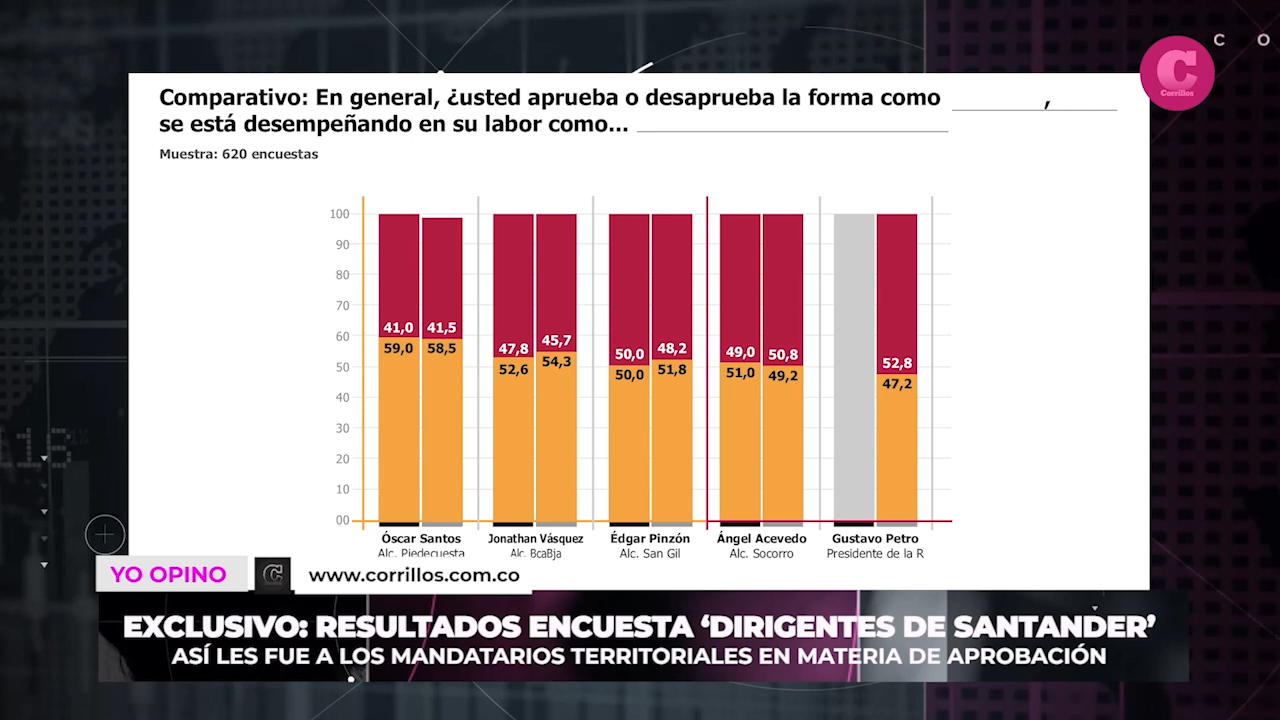 C O
C
Corrillos
Comparativo: En general, ¿usted aprueba o desaprueba la forma como ________, ______
se está desempeñando en su labor como... ______________________
Muestra: 620 encuestas
100
90
80
70
60
50
40
30
20
10
00
41,0 41,5
59,0 58,5
47,8 45,7
52,6 54,3
50,0 48,2
50,0 51,8
49,0 50,8
51,0 49,2
52,8
47,2
Óscar Santos
Alc. Piedecuesta
Jonathan Vásquez
Alc. BcaBja
Édgar Pinzón
Alc. San Gil
Ángel Acevedo
Alc. Socorro
Gustavo Petro
Presidente de la R
YO OPINO
C
www.corrillos.com.co
EXCLUSIVO: RESULTADOS ENCUESTA ‘DIRIGENTES DE SANTANDER’
ASÍ LES FUE A LOS MANDATARIOS TERRITORIALES EN MATERIA DE APROBACIÓN